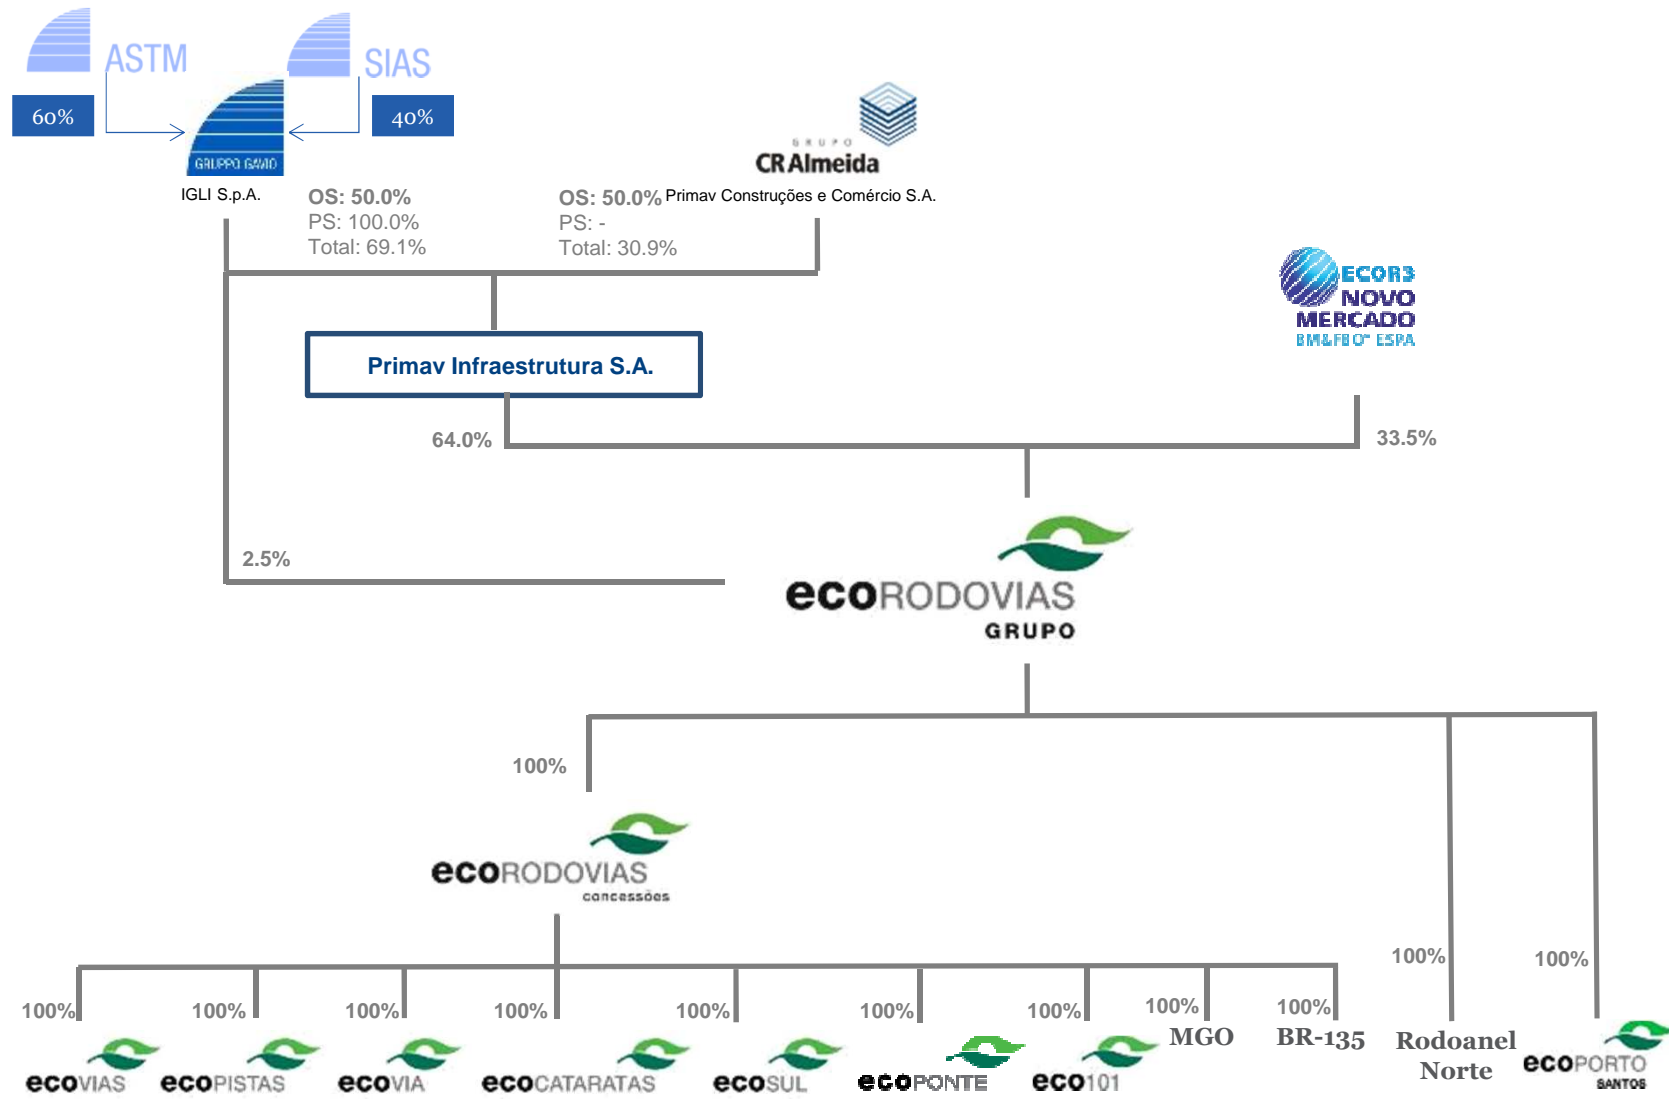 ASTM
SIAS
60%
40%
GRUPPO GAVIO
IGLI S.p.A.
GRUPO
CR Almeida
Primav Construções e Comércio S.A.
OS: 50.0%
PS: 100.0%
Total: 69.1%
OS: 50.0%
PS: -
Total: 30.9%
ECOR3
NOVO
MERCADO
BM&FBO" ESPA
Primav Infraestrutura S.A.
64.0%
33.5%
2.5%
ecoRODOVIAS
GRUPO
100%
ecoRODOVIAS
concessões
100%
100%
100%
100%
100%
100%
100%
100%
100%
100%
100%
ecoVIAS
ecoPISTAS
ecoVIA
ecoCATARATAS
ecoSUL
ecoPONTE
eco101
MGO
BR-135
Rodoanel
Norte
ecoPORTO
SANTOS